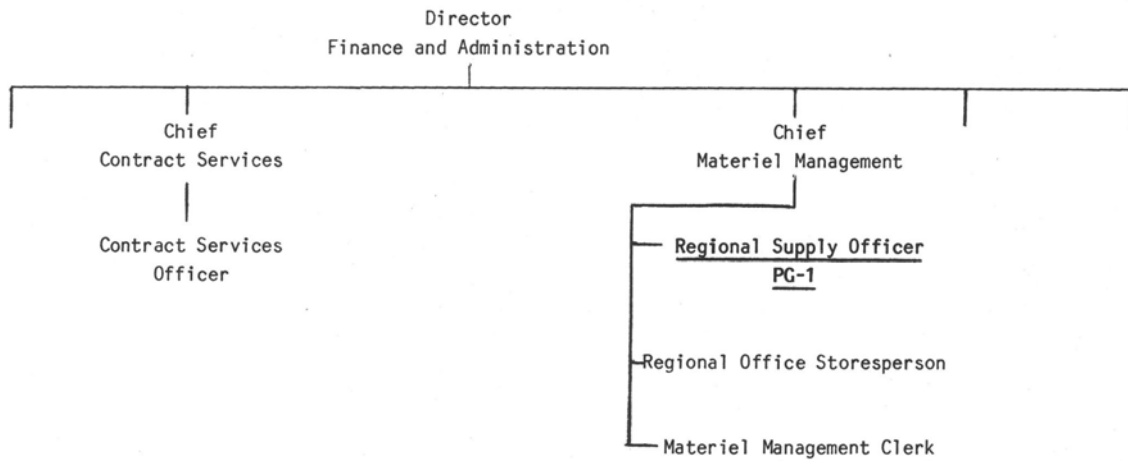 Director
Finance and Administration
Chief
Contract Services
Chief
Materiel Management
Contract Services
Officer
Regional Supply Officer
PG-1
Regional Office Storesperson
Materiel Management Clerk